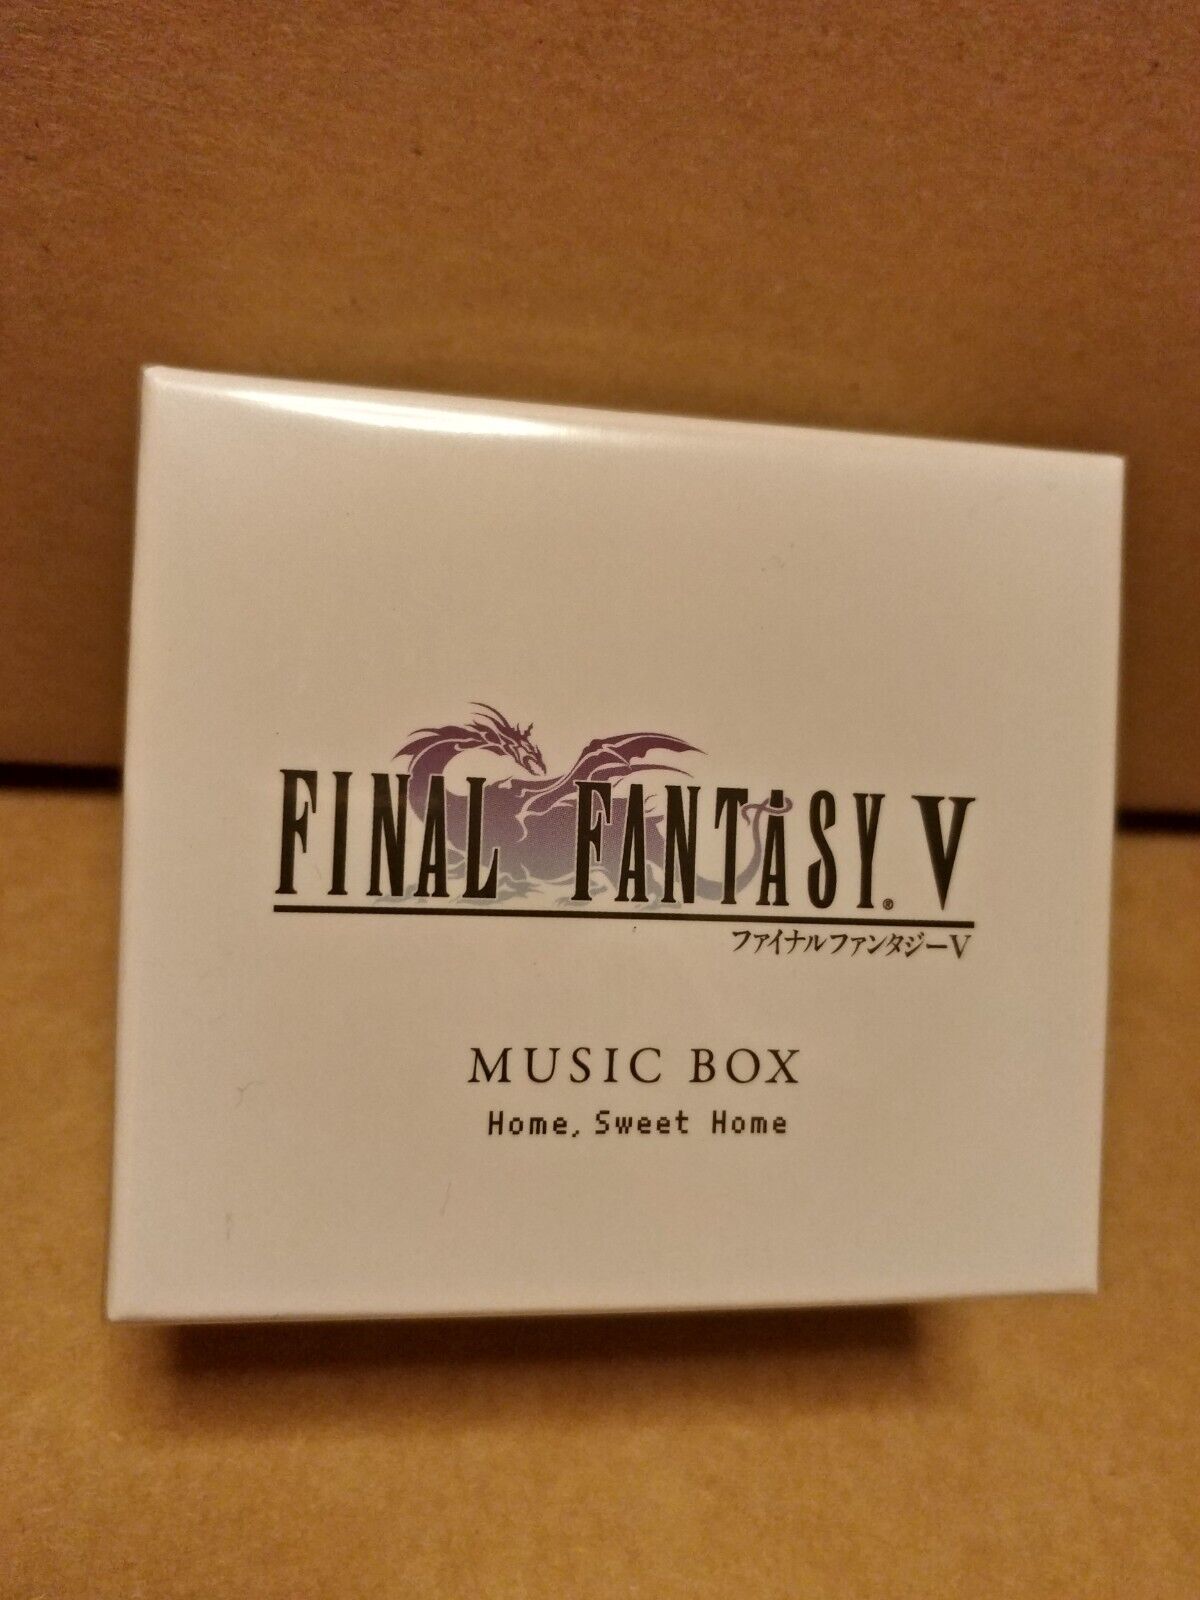 FINAL FANTASY® V
ファイナルファンタジーV
MUSIC BOX
Home, Sweet Home